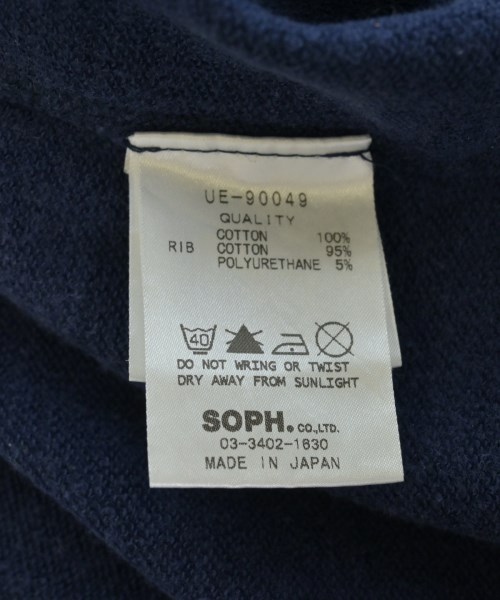 UE-90049
QUALITY
COTTON 100%
RIB COTTON 95%
POLYURETHANE 5%
40
DO NOT WRING OR TWIST
DRY AWAY FROM SUNLIGHT
SOPH. CO.,LTD.
03-3402-1630
MADE IN JAPAN